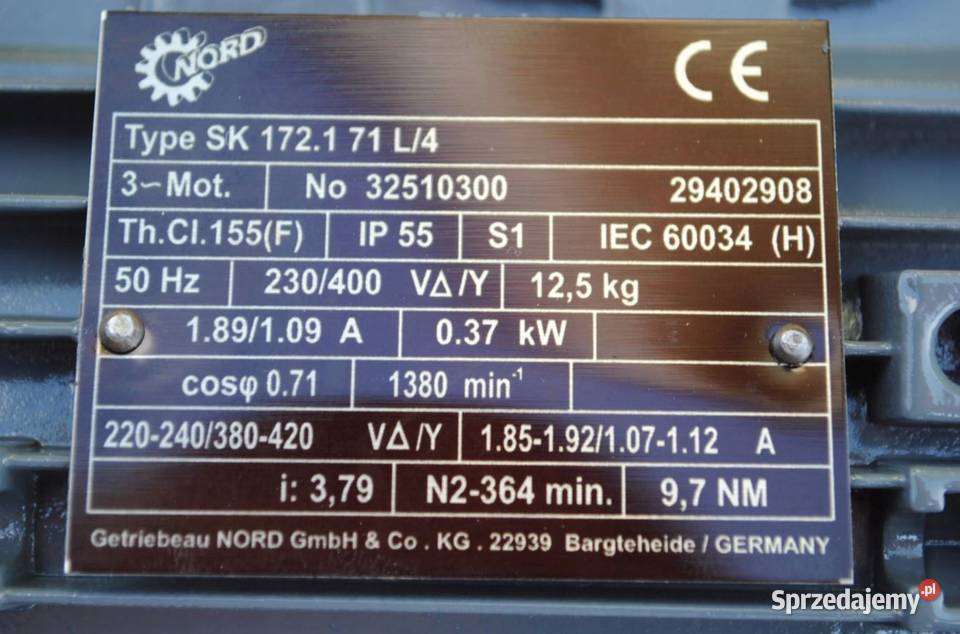 NORD CE
Type SK 172.1 71 L/4
3~Mot. No 32510300 29402908
Th.Cl.155(F) IP 55 S1 IEC 60034 (H)
50 Hz 230/400 VΔ/Y 12,5 kg
1.89/1.09 A 0.37 kW
cosφ 0.71 1380 min⁻¹
220-240/380-420 VΔ/Y 1.85-1.92/1.07-1.12 A
i: 3,79 N2-364 min. 9,7 NM
Getriebeau NORD GmbH & Co . KG . 22939 Bargteheide / GERMANY
Sprzedajemy.pl